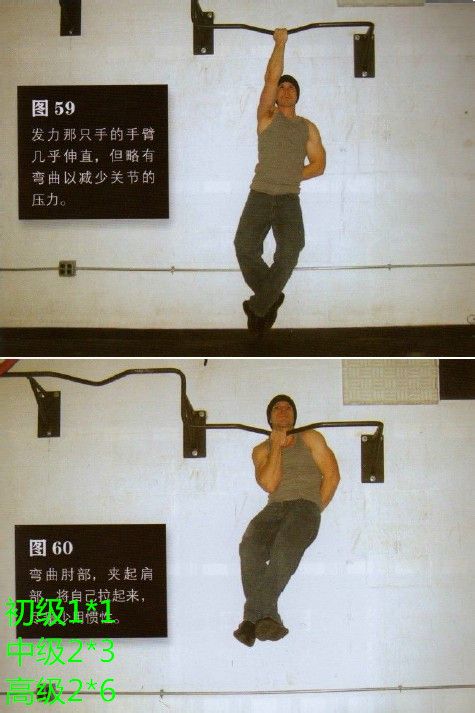 图 59
发力那只手的手臂
几乎伸直，但略有
弯曲以减少关节的
压力。
图 60
弯曲肘部，夹起肩
部，将自己拉起来，
少用惯性。
初级1*1
中级2*3
高级2*6